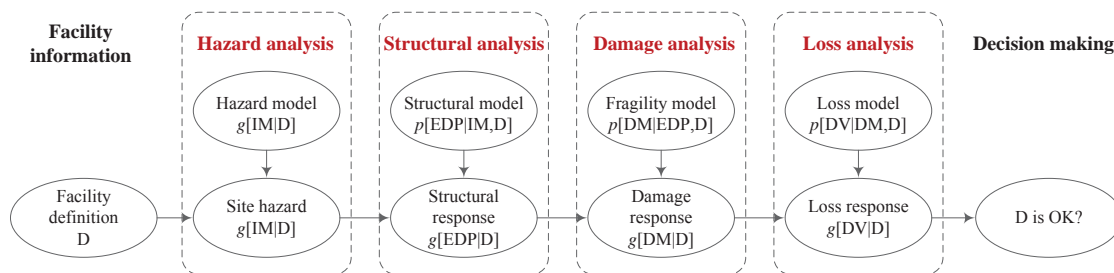 Facility
information
Hazard analysis
Structural analysis
Damage analysis
Loss analysis
Decision making
Hazard model
g[IM|D]
Structural model
p[EDP|IM,D]
Fragility model
p[DM|EDP,D]
Loss model
p[DV|DM,D]
Facility
definition
D
Site hazard
g[IM|D]
Structural
response
g[EDP|D]
Damage
response
g[DM|D]
Loss response
g[DV|D]
D is OK?